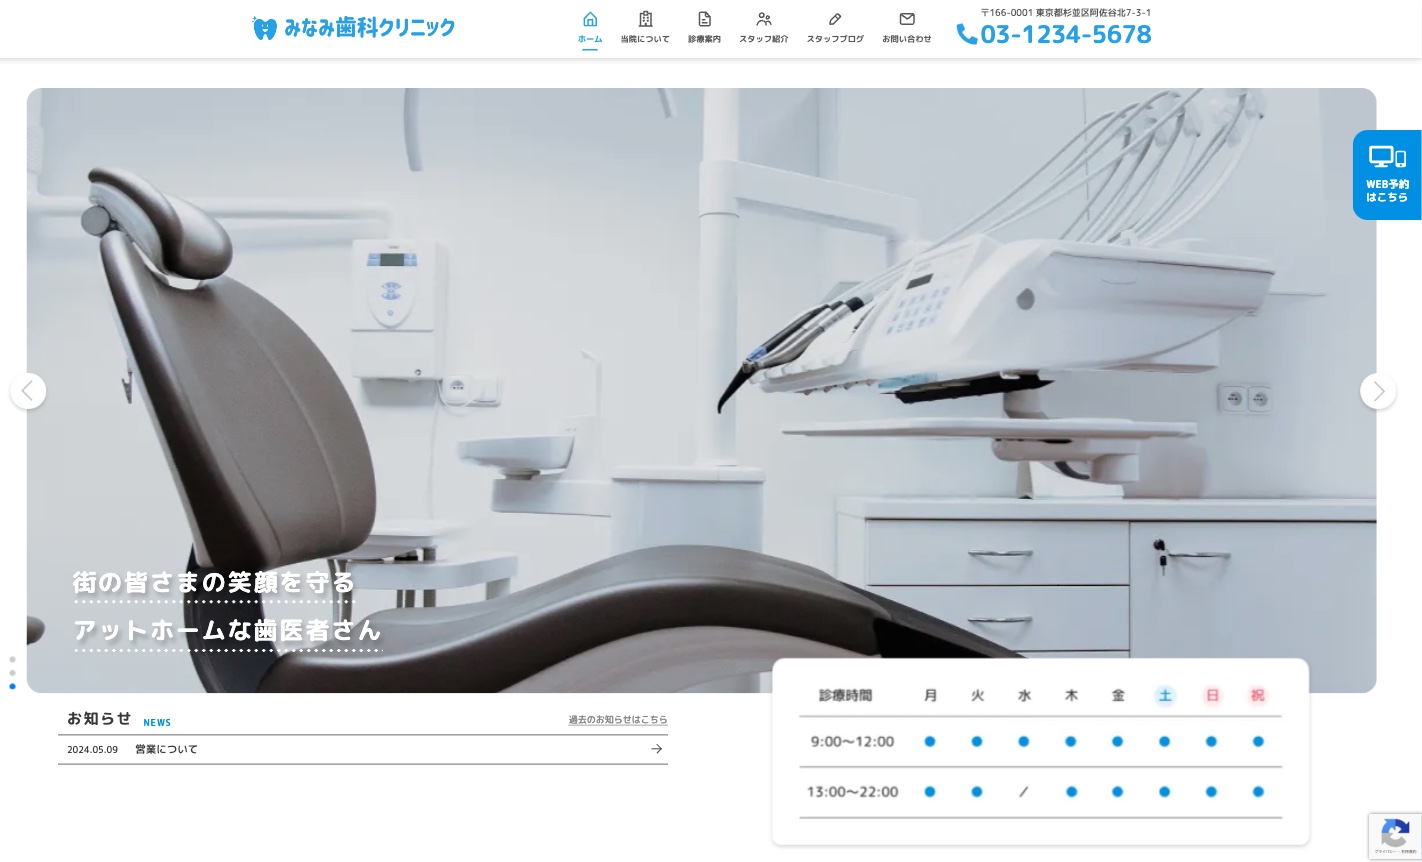 みなみ歯科クリニック
ホーム
当院について
診療案内
スタッフ紹介
スタッフブログ
お問い合わせ
〒166-0001 東京都杉並区阿佐谷北7-3-1
03-1234-5678
WEB予約
はこちら
街の皆さまの笑顔を守る
アットホームな歯医者さん
お知らせ NEWS
過去のお知らせはこちら
2024.05.09 営業について
診療時間 月 火 水 木 金 土 日 祝
9:00〜12:00 ● ● ● ● ● ● ● ●
13:00〜22:00 ● ● / ● ● ● ● ●